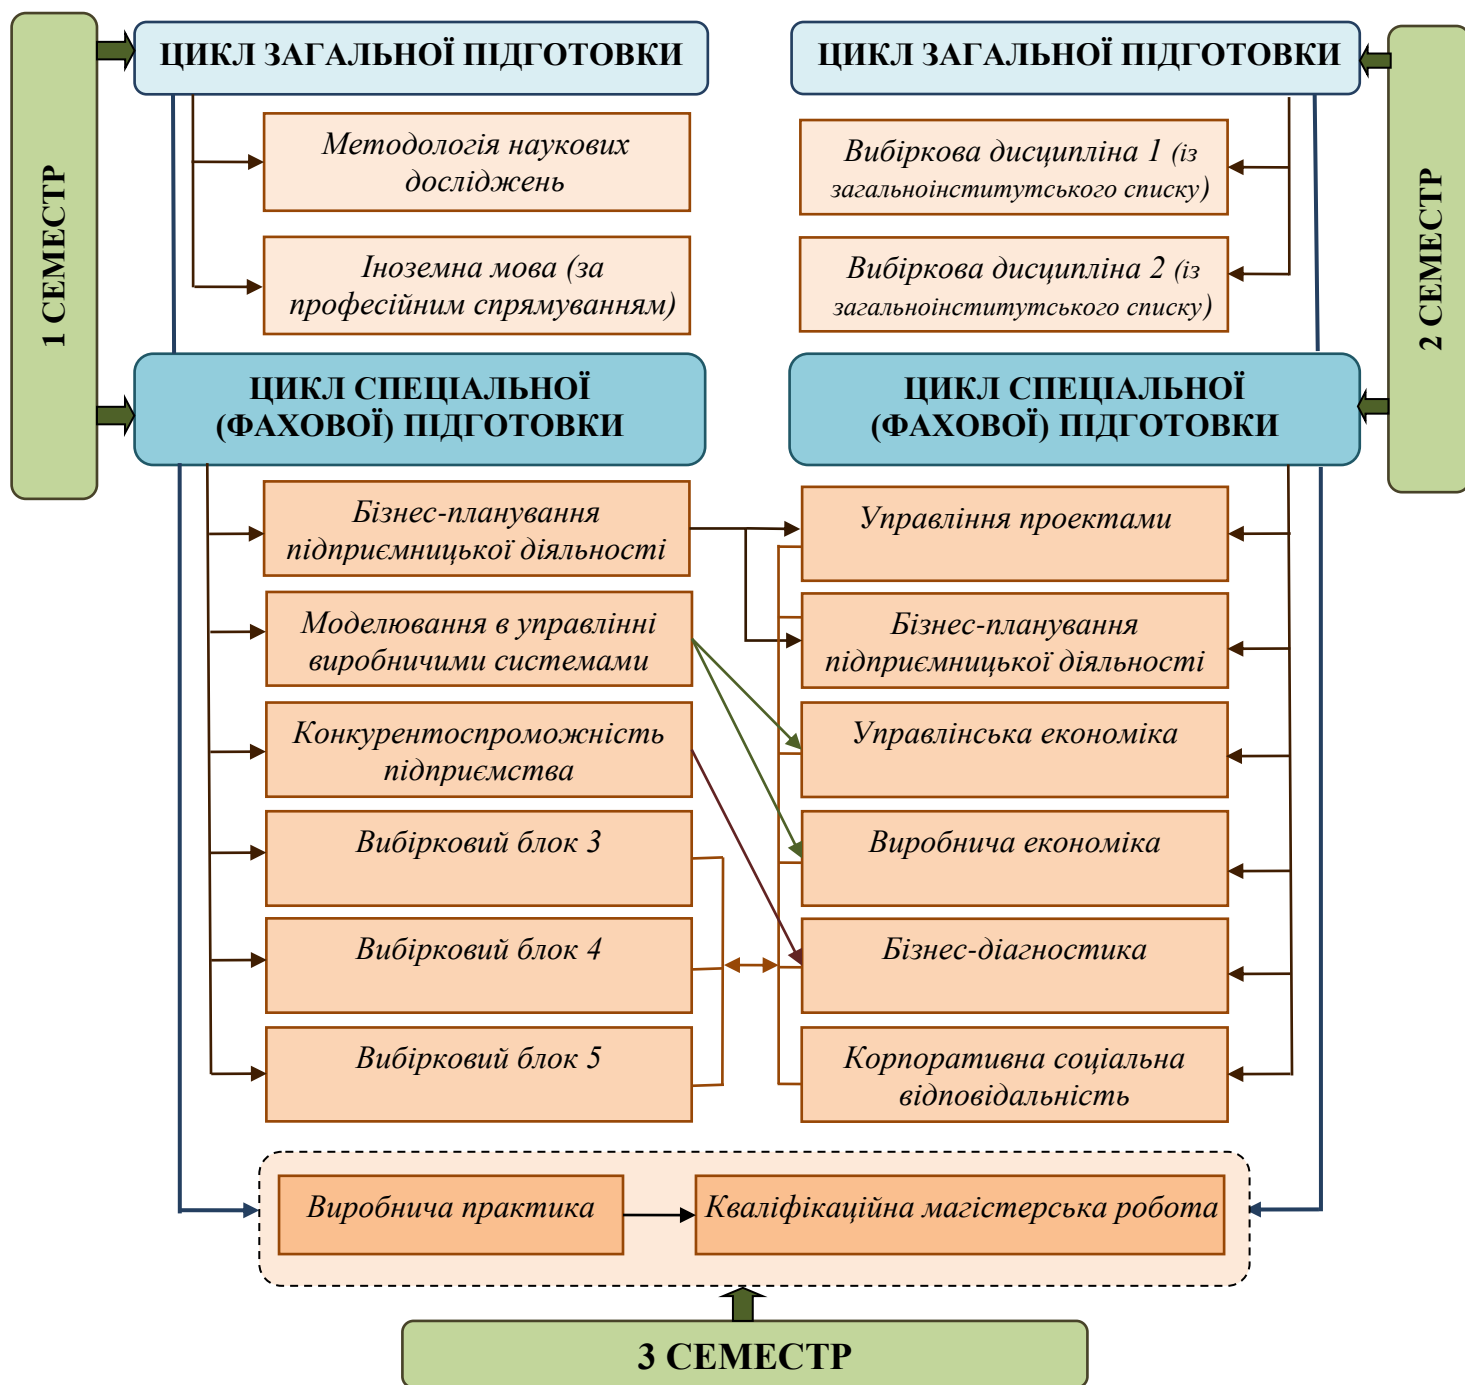 1 СЕМЕСТР
ЦИКЛ ЗАГАЛЬНОЇ ПІДГОТОВКИ
Методологія наукових
досліджень
Іноземна мова (за
професійним спрямуванням)
ЦИКЛ СПЕЦІАЛЬНОЇ
(ФАХОВОЇ) ПІДГОТОВКИ
Бізнес-планування
підприємницької діяльності
Моделювання в управлінні
виробничими системами
Конкурентоспроможність
підприємства
Вибірковий блок 3
Вибірковий блок 4
Вибірковий блок 5
2 СЕМЕСТР
ЦИКЛ ЗАГАЛЬНОЇ ПІДГОТОВКИ
Вибіркова дисципліна 1 (із
загальноінститутського списку)
Вибіркова дисципліна 2 (із
загальноінститутського списку)
ЦИКЛ СПЕЦІАЛЬНОЇ
(ФАХОВОЇ) ПІДГОТОВКИ
Управління проектами
Бізнес-планування
підприємницької діяльності
Управлінська економіка
Виробнича економіка
Бізнес-діагностика
Корпоративна соціальна
відповідальність
Виробнича практика
Кваліфікаційна магістерська робота
3 СЕМЕСТР